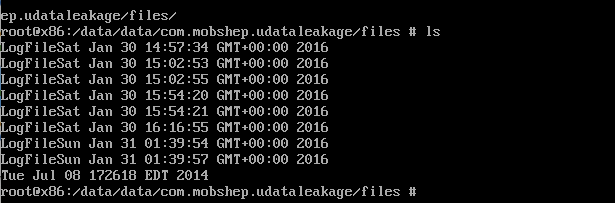 ep.udataleakage/files/
root@x86:/data/data/com.mobshep.udataleakage/files # ls
LogFileSat Jan 30 14:57:34 GMT+00:00 2016
LogFileSat Jan 30 15:02:53 GMT+00:00 2016
LogFileSat Jan 30 15:02:55 GMT+00:00 2016
LogFileSat Jan 30 15:54:20 GMT+00:00 2016
LogFileSat Jan 30 15:54:21 GMT+00:00 2016
LogFileSat Jan 30 16:16:55 GMT+00:00 2016
LogFileSun Jan 31 01:39:54 GMT+00:00 2016
LogFileSun Jan 31 01:39:57 GMT+00:00 2016
Tue Jul 08 172618 EDT 2014
root@x86:/data/data/com.mobshep.udataleakage/files #